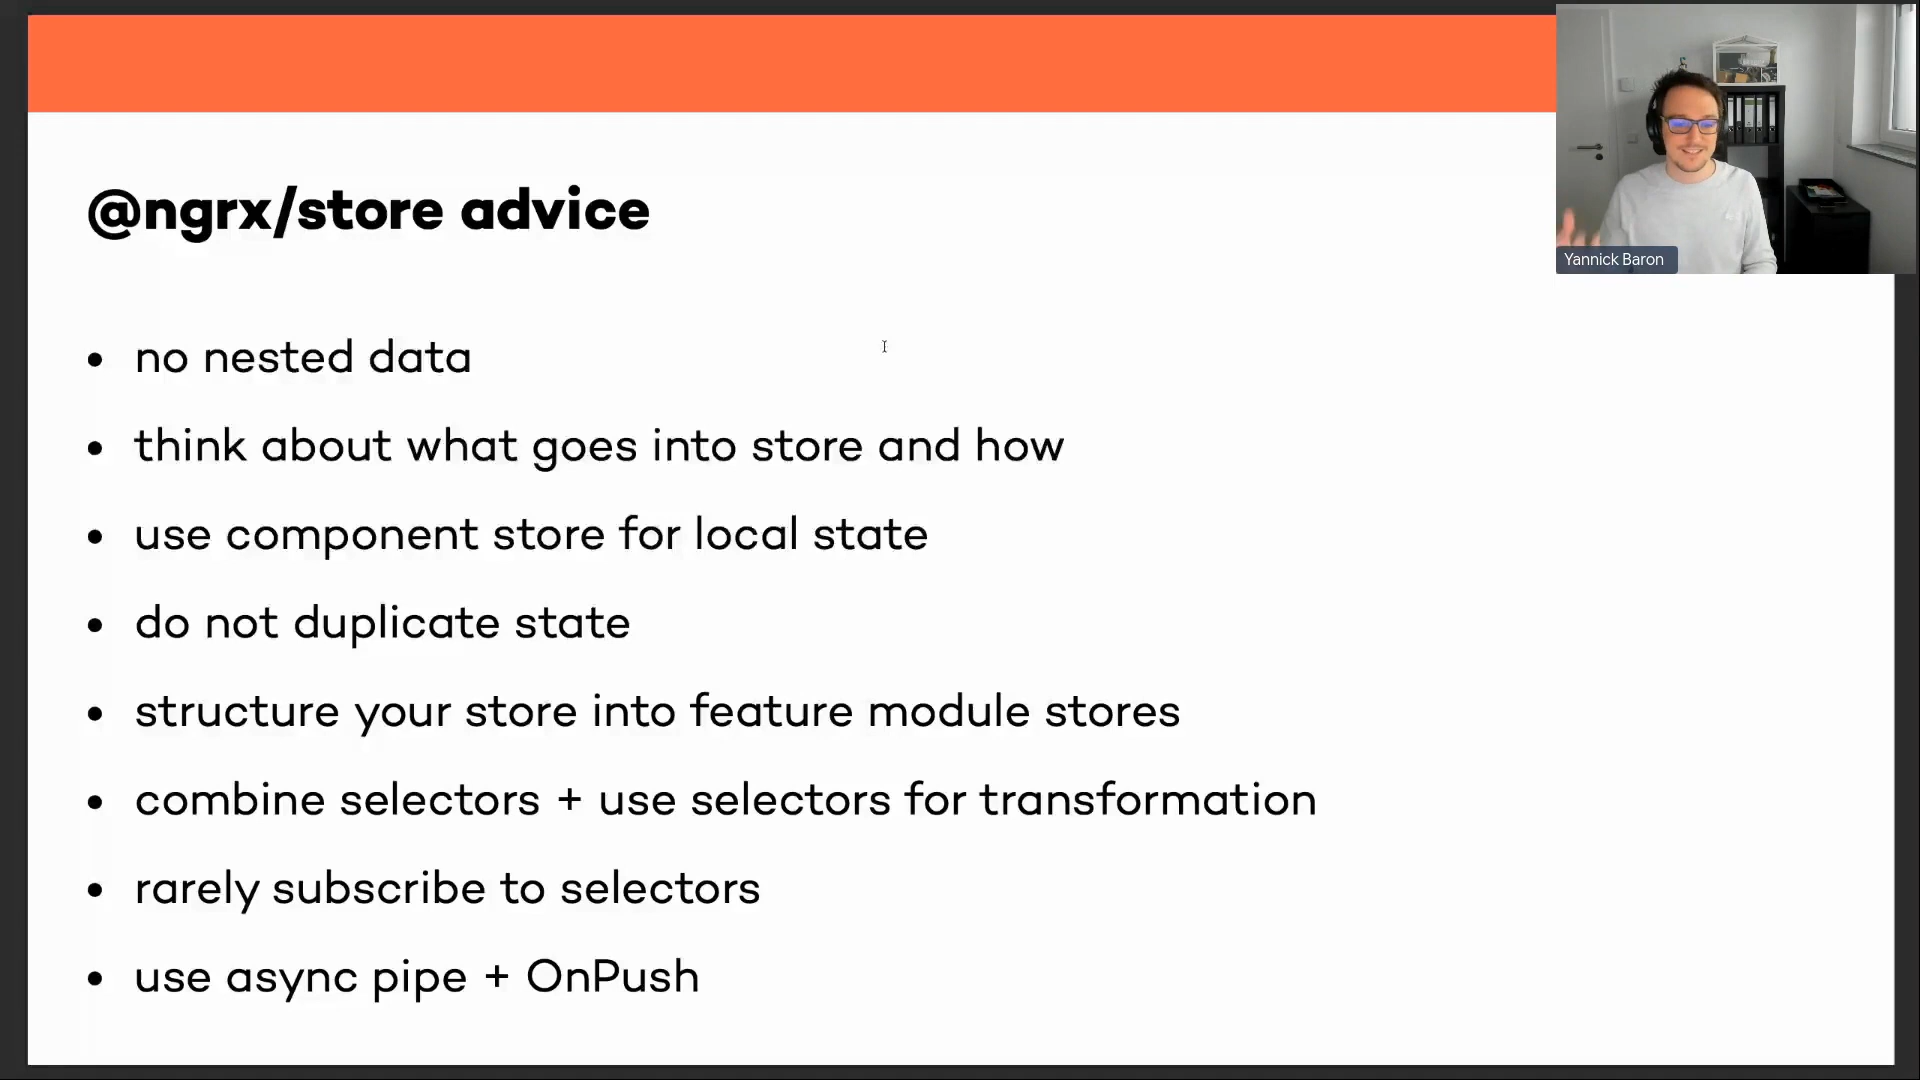 @ngrx/store advice
• no nested data
• think about what goes into store and how
• use component store for local state
• do not duplicate state
• structure your store into feature module stores
• combine selectors + use selectors for transformation
• rarely subscribe to selectors
• use async pipe + OnPush
Yannick Baron